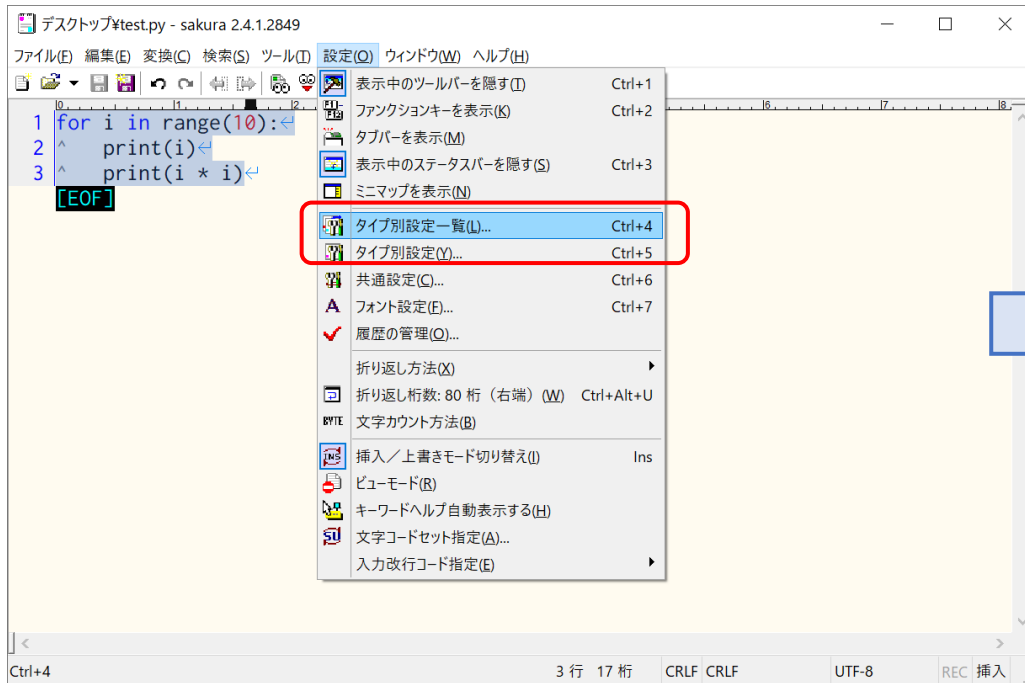 デスクトップ¥test.py - sakura 2.4.1.2849
ファイル(F) 編集(E) 変換(C) 検索(S) ツール(T) 設定(O) ウィンドウ(W) ヘルプ(H)
表示中のツールバーを隠す(T) Ctrl+1
ファンクションキーを表示(K) Ctrl+2
タブバーを表示(M)
表示中のステータスバーを隠す(S) Ctrl+3
ミニマップを表示(N)
タイプ別設定一覧(L)... Ctrl+4
タイプ別設定(Y)... Ctrl+5
共通設定(C)... Ctrl+6
フォント設定(F)... Ctrl+7
履歴の管理(O)...
折り返し方法(X)
折り返し桁数: 80 桁（右端）(W) Ctrl+Alt+U
文字カウント方法(B)
挿入／上書きモード切り替え(I) Ins
ビューモード(R)
キーワードヘルプ自動表示する(H)
文字コードセット指定(A)...
入力改行コード指定(E)
0 1 2 6 7 8
1 for i in range(10):↵
2 ^ print(i)↵
3 ^ print(i * i)↵
[EOF]
Ctrl+4 3 行 17 桁 CRLF CRLF UTF-8 REC 挿入